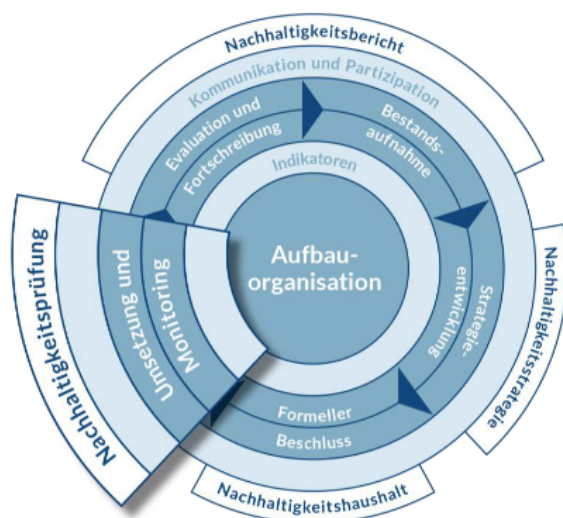 Nachhaltigkeitsbericht
Kommunikation und Partizipation
Evaluation und
Fortschreibung
Bestands-
aufnahme
Indikatoren
Aufbau-
organisation
Strategie-
entwicklung
Nachhaltigkeitsstrategie
Formeller
Beschluss
Nachhaltigkeitshaushalt
Umsetzung und
Monitoring
Nachhaltigkeitsprüfung